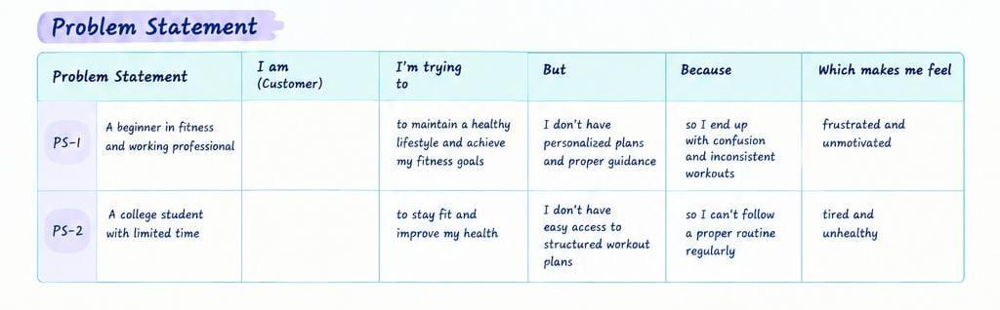 Problem Statement
Problem Statement
I am
(Customer)
I'm trying
to
But
Because
Which makes me feel
PS-1
A beginner in fitness
and working professional
to maintain a healthy
lifestyle and achieve
my fitness goals
I don't have
personalized plans
and proper guidance
so I end up
with confusion
and inconsistent
workouts
frustrated and
unmotivated
PS-2
A college student
with limited time
to stay fit and
improve my health
I don't have
easy access to
structured workout
plans
so I can't follow
a proper routine
regularly
tired and
unhealthy